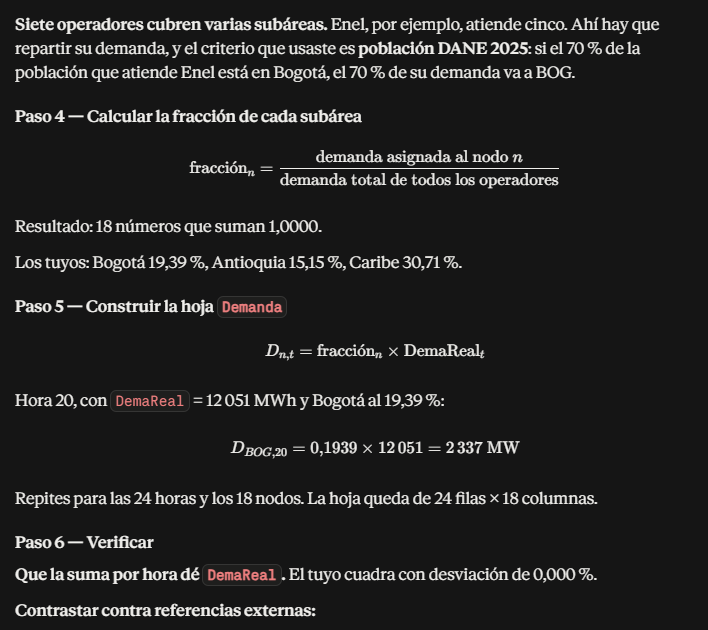 Siete operadores cubren varias subáreas. Enel, por ejemplo, atiende cinco. Ahí hay que
repartir su demanda, y el criterio que usaste es población DANE 2025: si el 70 % de la
población que atiende Enel está en Bogotá, el 70 % de su demanda va a BOG.
Paso 4 — Calcular la fracción de cada subárea
fracciónₙ = demanda asignada al nodo n / demanda total de todos los operadores
Resultado: 18 números que suman 1,0000.
Los tuyos: Bogotá 19,39 %, Antioquia 15,15 %, Caribe 30,71 %.
Paso 5 — Construir la hoja Demanda
Dₙ,ₜ = fracciónₙ × DemaRealₜ
Hora 20, con DemaReal = 12 051 MWh y Bogotá al 19,39 %:
D_BOG,20 = 0,1939 × 12 051 = 2 337 MW
Repites para las 24 horas y los 18 nodos. La hoja queda de 24 filas × 18 columnas.
Paso 6 — Verificar
Que la suma por hora dé DemaReal. El tuyo cuadra con desviación de 0,000 %.
Contrastar contra referencias externas: